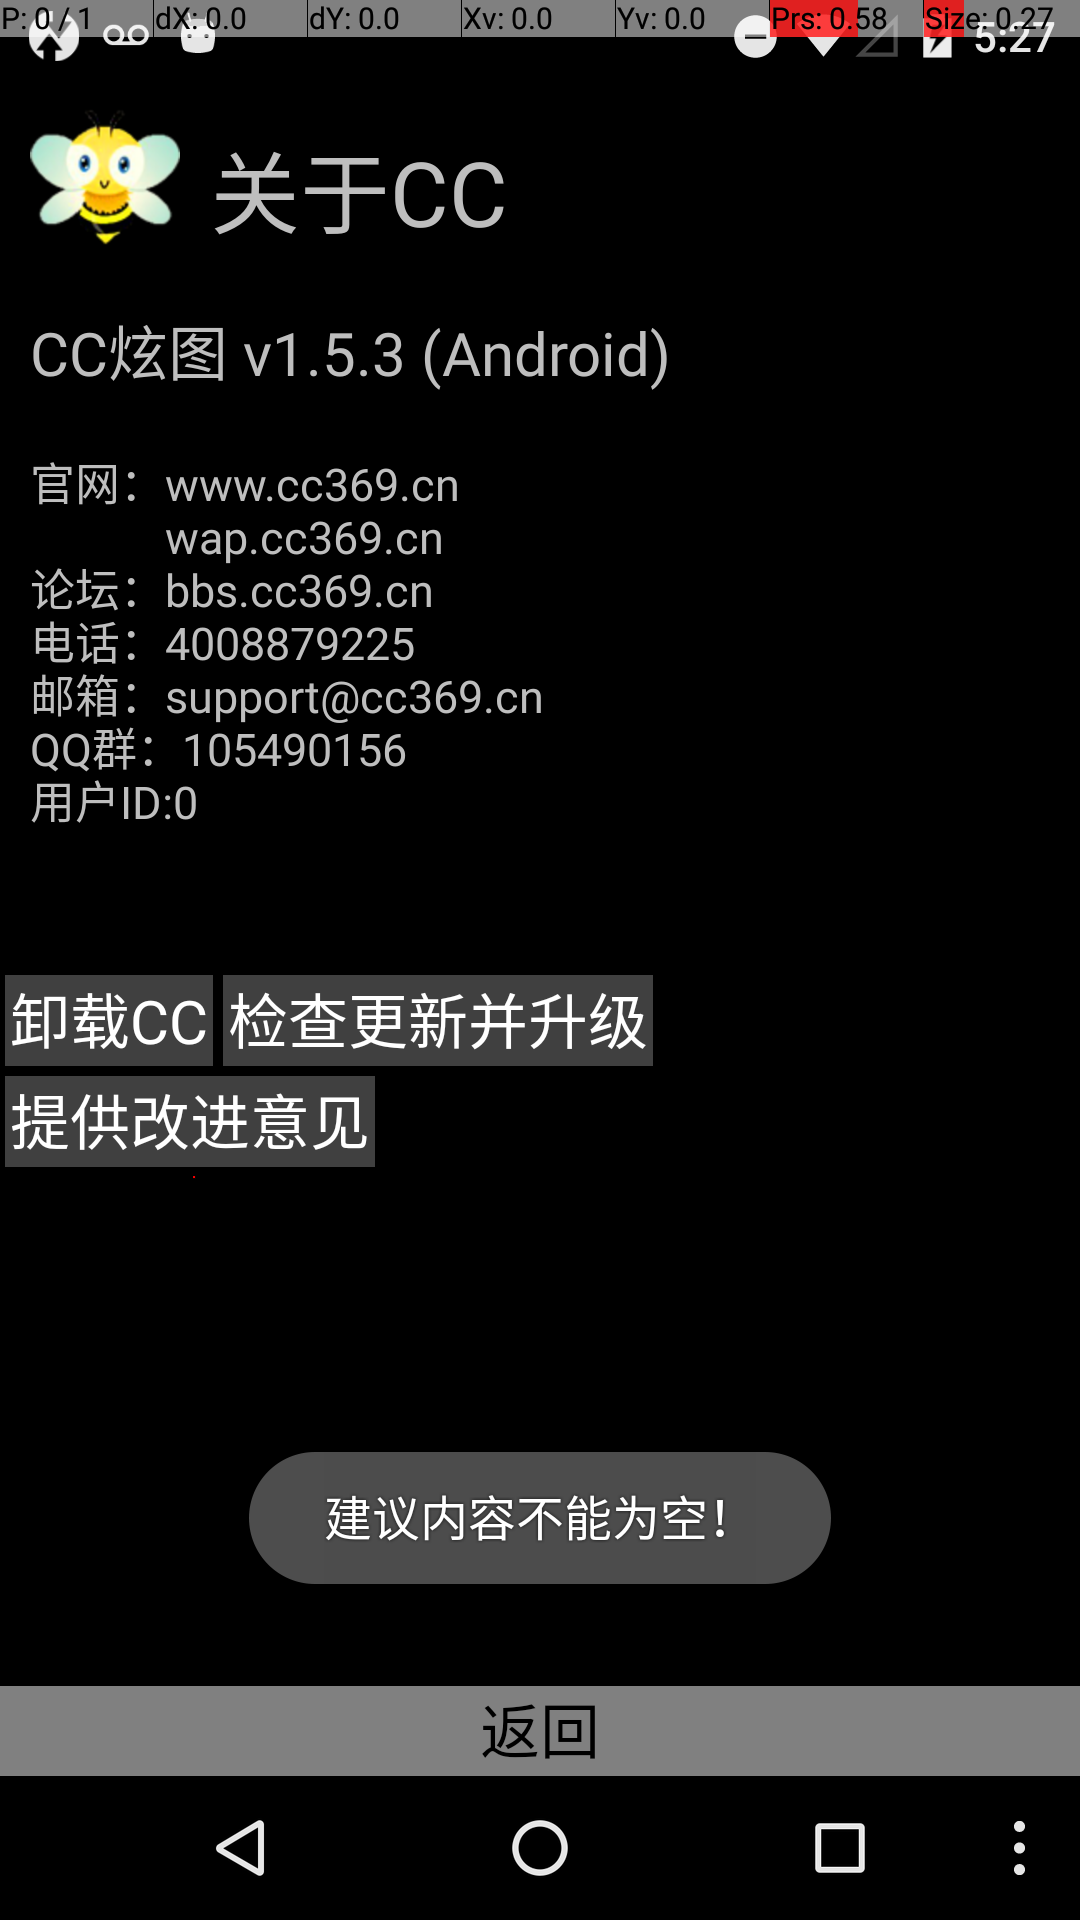 P: 0 / 1 dX: 0.0 dY: 0.0 Xv: 0.0 Yv: 0.0 Prs: 0.58 Size: 0.27
5:27
关于CC
CC炫图 v1.5.3 (Android)
官网：www.cc369.cn
wap.cc369.cn
论坛：bbs.cc369.cn
电话：4008879225
邮箱：support@cc369.cn
QQ群：105490156
用户ID:0
卸载CC 检查更新并升级
提供改进意见
建议内容不能为空！
返回